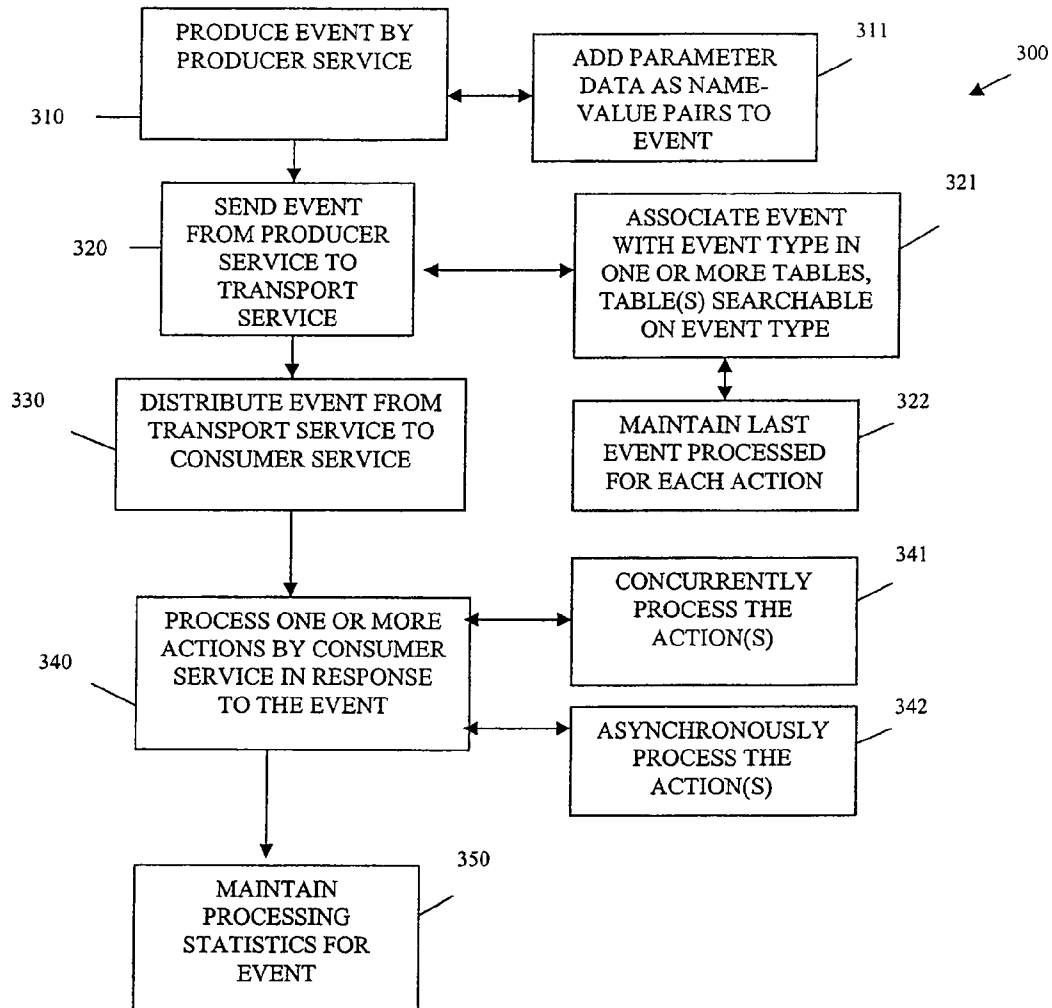 PRODUCE EVENT BY
PRODUCER SERVICE
310
311
ADD PARAMETER
DATA AS NAME-
VALUE PAIRS TO
EVENT
300
SEND EVENT
FROM PRODUCER
SERVICE TO
TRANSPORT
SERVICE
320
321
ASSOCIATE EVENT
WITH EVENT TYPE IN
ONE OR MORE TABLES,
TABLE(S) SEARCHABLE
ON EVENT TYPE
330
DISTRIBUTE EVENT FROM
TRANSPORT SERVICE TO
CONSUMER SERVICE
322
MAINTAIN LAST
EVENT PROCESSED
FOR EACH ACTION
340
PROCESS ONE OR MORE
ACTIONS BY CONSUMER
SERVICE IN RESPONSE
TO THE EVENT
341
CONCURRENTLY
PROCESS THE
ACTION(S)
342
ASYNCHRONOUSLY
PROCESS THE
ACTION(S)
350
MAINTAIN
PROCESSING
STATISTICS FOR
EVENT